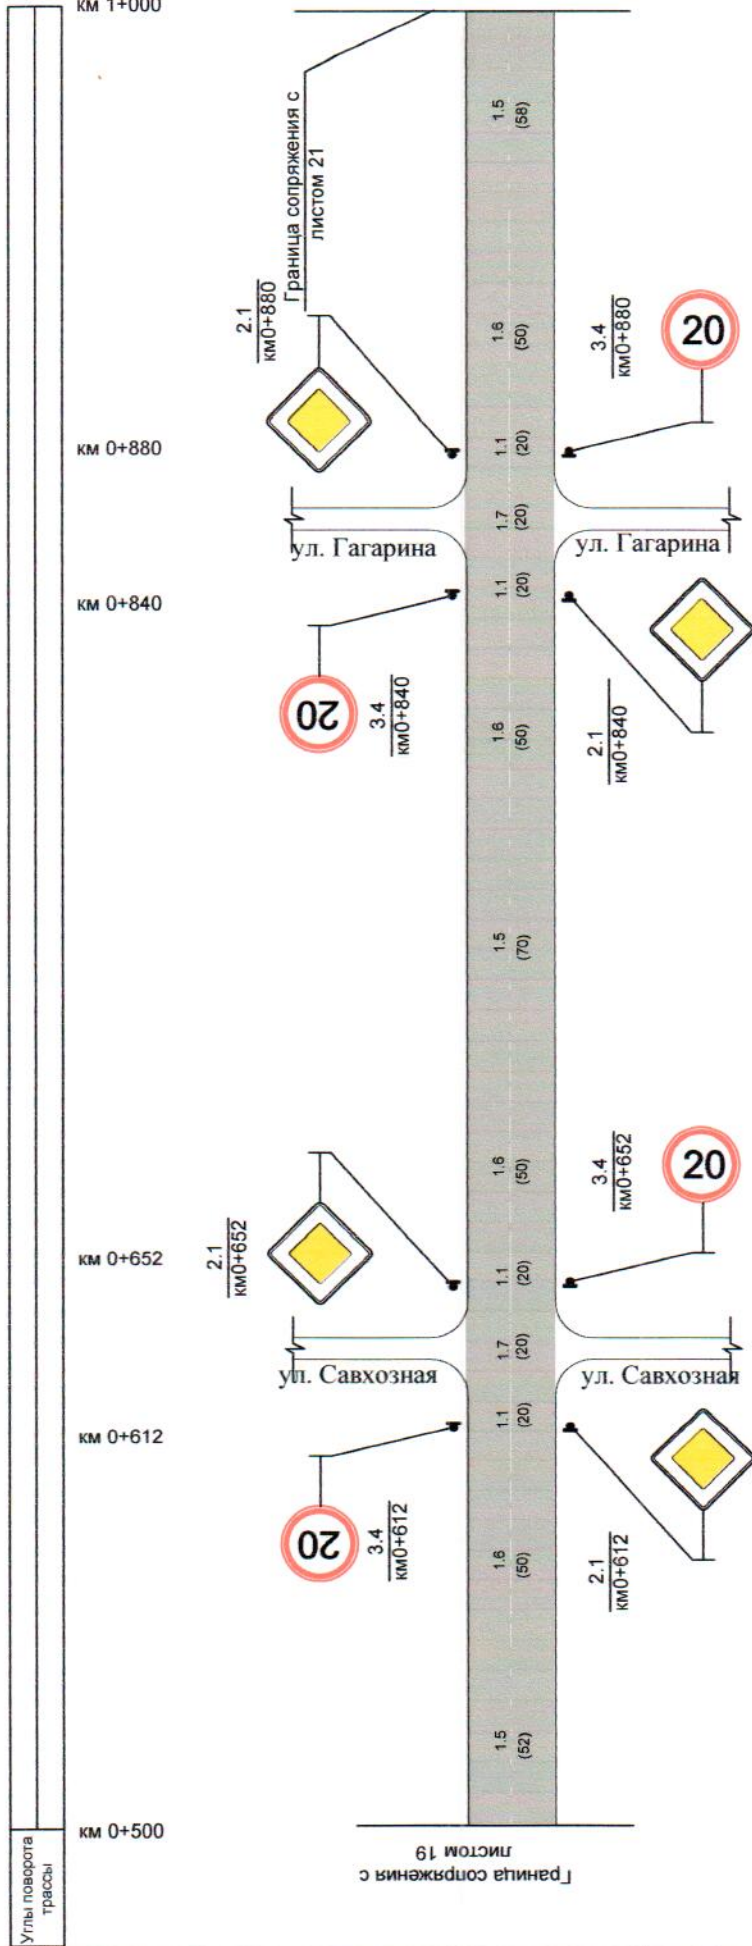 км 1+000
Граница сопряжения с
листом 21
1.5
(58)
2.1
км0+880
1.6
(50)
3.4
км0+880
20
км 0+880
1.1
(20)
1.7
(20)
ул. Гагарина
ул. Гагарина
км 0+840
1.1
(20)
20
3.4
км0+840
1.6
(50)
2.1
км0+840
1.5
(70)
1.6
(50)
3.4
км0+652
20
2.1
км0+652
км 0+652
1.1
(20)
1.7
(20)
ул. Савхозная
ул. Савхозная
км 0+612
1.1
(20)
20
3.4
км0+612
1.6
(50)
2.1
км0+612
1.5
(52)
км 0+500
Граница сопряжения с
листом 19
Углы поворота
трассы